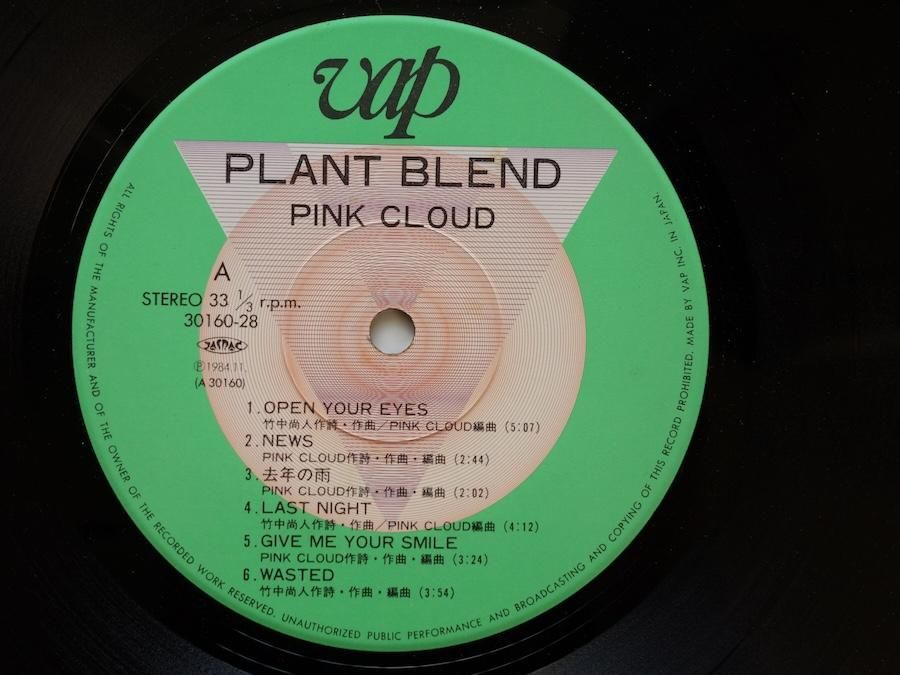 vap
PLANT BLEND
PINK CLOUD
A
STEREO 33 1/3 r.p.m.
30160-28
JASRAC
Ⓟ1984.11.
(A 30160)
1.OPEN YOUR EYES
竹中尚人作詩・作曲／PINK CLOUD編曲 (5:07)
2.NEWS
PINK CLOUD作詩・作曲・編曲 (2:44)
3.去年の雨
PINK CLOUD作詩・作曲・編曲 (2:02)
4.LAST NIGHT
竹中尚人作詩・作曲／PINK CLOUD編曲 (4:12)
5.GIVE ME YOUR SMILE
PINK CLOUD作詩・作曲・編曲 (3:24)
6.WASTED
竹中尚人作詩・作曲・編曲 (3:54)
ALL RIGHTS OF THE MANUFACTURER AND OF THE OWNER OF THE RECORDED WORK RESERVED. UNAUTHORIZED PUBLIC PERFORMANCE AND BROADCASTING AND COPYING OF THIS RECORD PROHIBITED. MADE BY VAP INC. IN JAPAN.